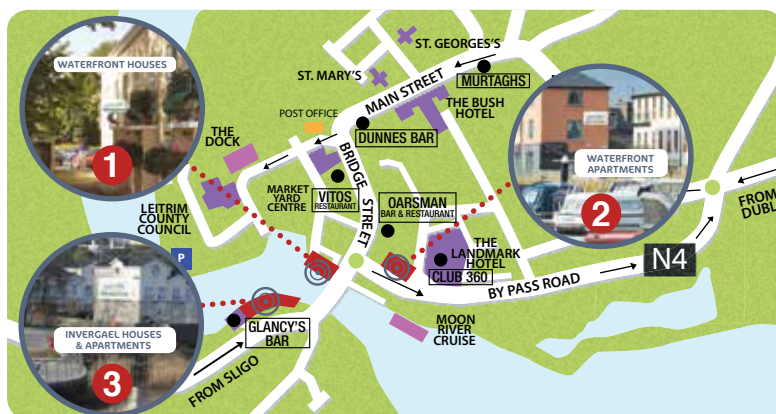 WATERFRONT HOUSES
1
ST. GEORGES'S
ST. MARY'S
MURTAGHS
MAIN STREET
THE BUSH
HOTEL
POST OFFICE
THE
DOCK
DUNNES BAR
BRIDGE STREET
WATERFRONT
APARTMENTS
2
LEITRIM
COUNTY
COUNCIL
MARKET
YARD
CENTRE
VITOS
RESTAURANT
OARSMAN
BAR & RESTAURANT
FROM
DUBL
P
THE
LANDMARK
HOTEL
CLUB 360
N4
BY PASS ROAD
INVERGAEL HOUSES
& APARTMENTS
3
GLANCY'S
BAR
MOON
RIVER
CRUISE
FROM SLIGO